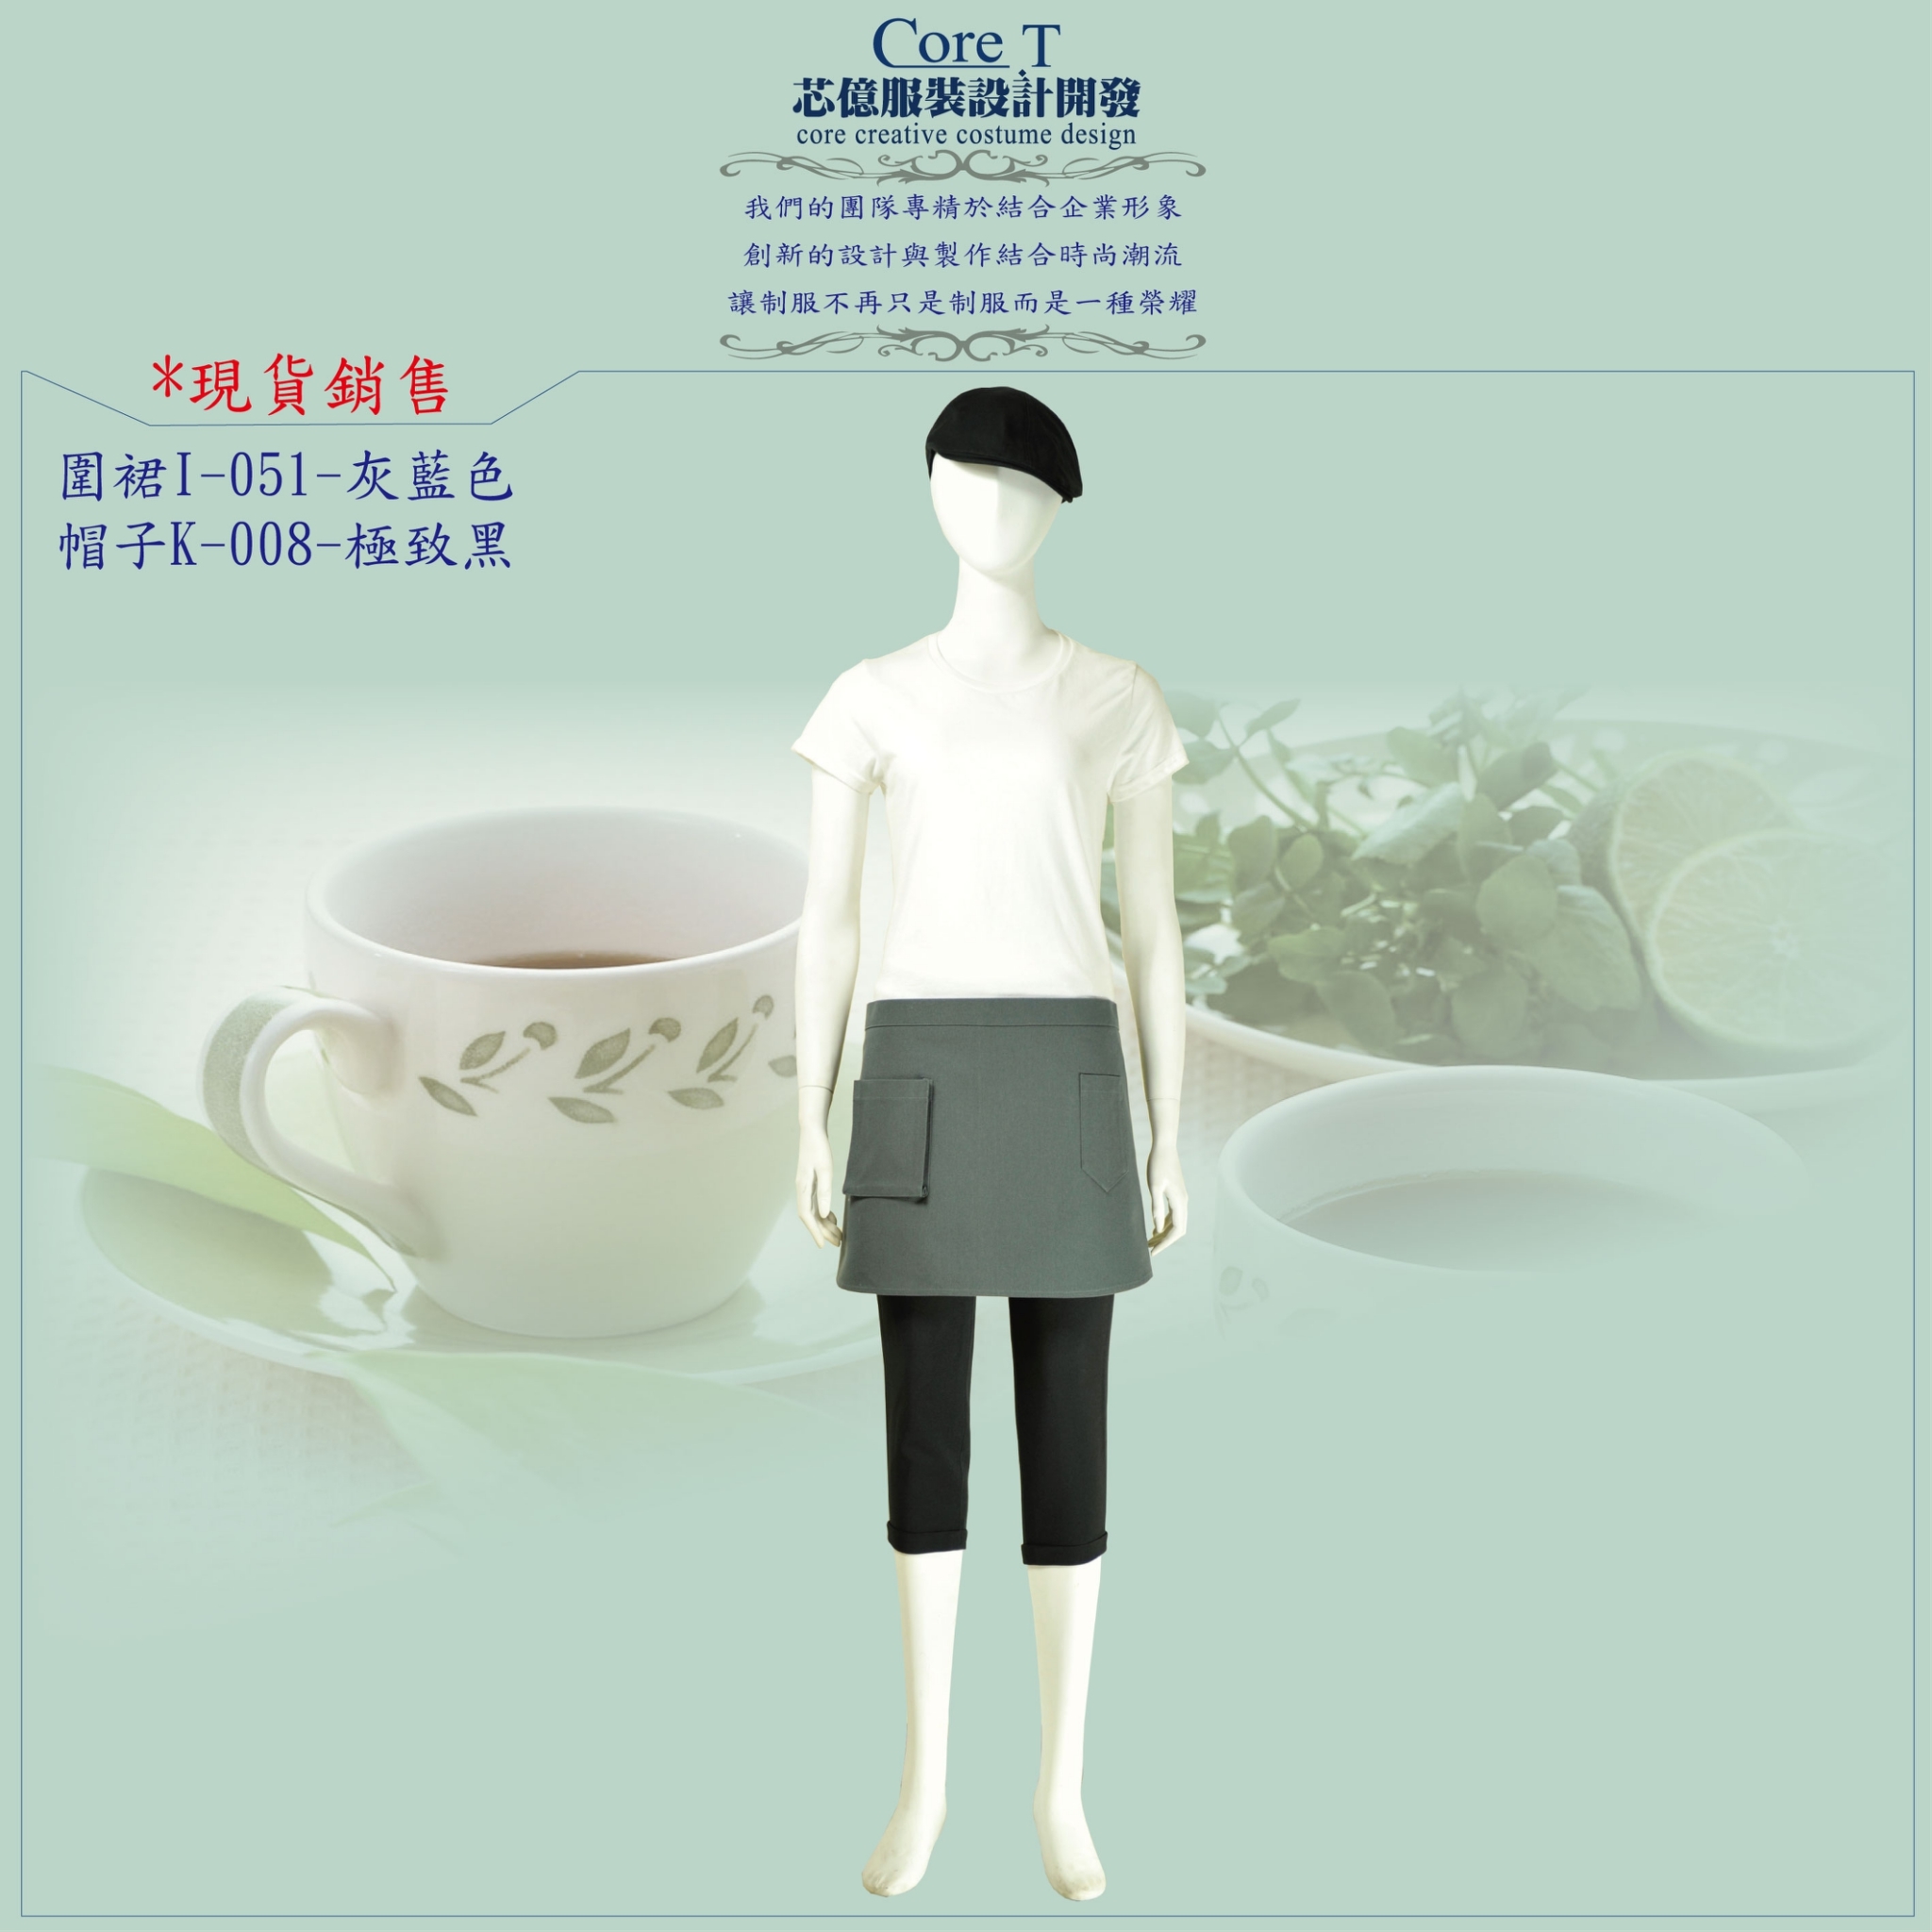 Core T
芯億服裝設計開發
core creative costume design
我們的團隊專精於結合企業形象
創新的設計與製作結合時尚潮流
讓制服不再只是制服而是一種榮耀
*現貨銷售
圍裙I-051-灰藍色
帽子K-008-極致黑